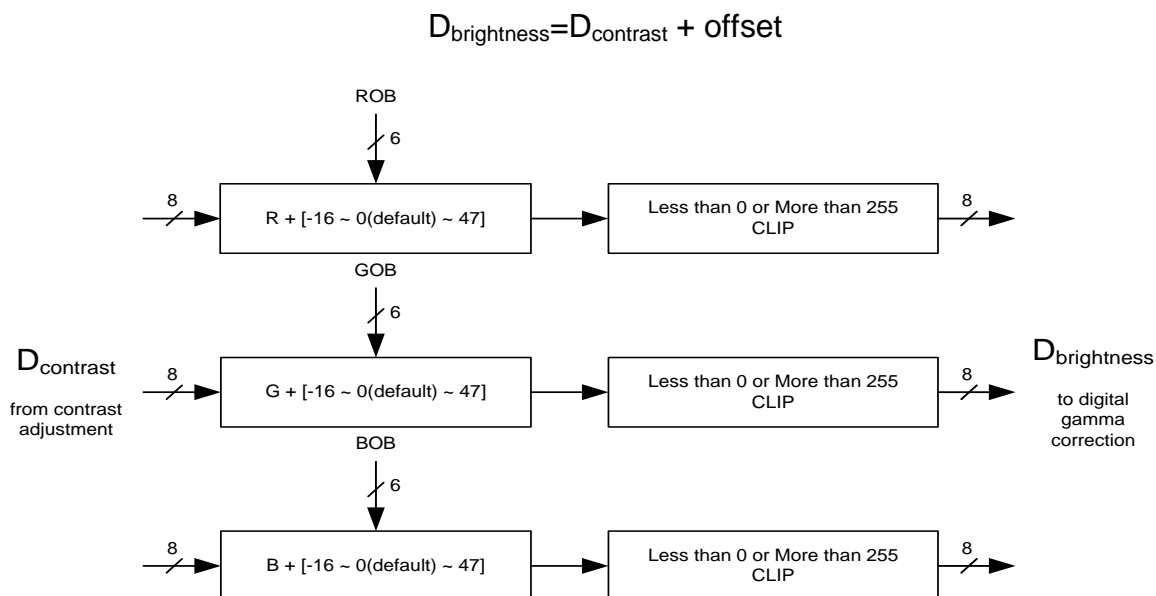 Dbrightness=Dcontrast + offset
ROB
6
8
R + [-16 ~ 0(default) ~ 47]
Less than 0 or More than 255
CLIP
8
GOB
6
Dcontrast
from contrast
adjustment
8
G + [-16 ~ 0(default) ~ 47]
Less than 0 or More than 255
CLIP
8
Dbrightness
to digital
gamma
correction
BOB
6
8
B + [-16 ~ 0(default) ~ 47]
Less than 0 or More than 255
CLIP
8